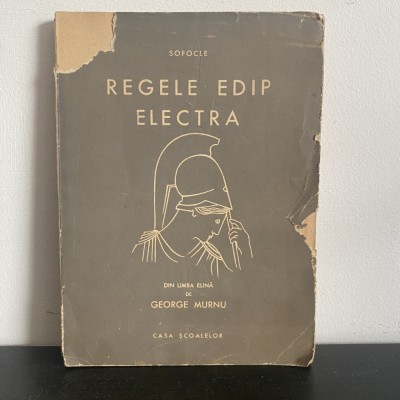 SOFOCLE
REGELE EDIP
ELECTRA
DIN LIMBA ELINĂ
DE
GEORGE MURNU
CASA ȘCOALELOR